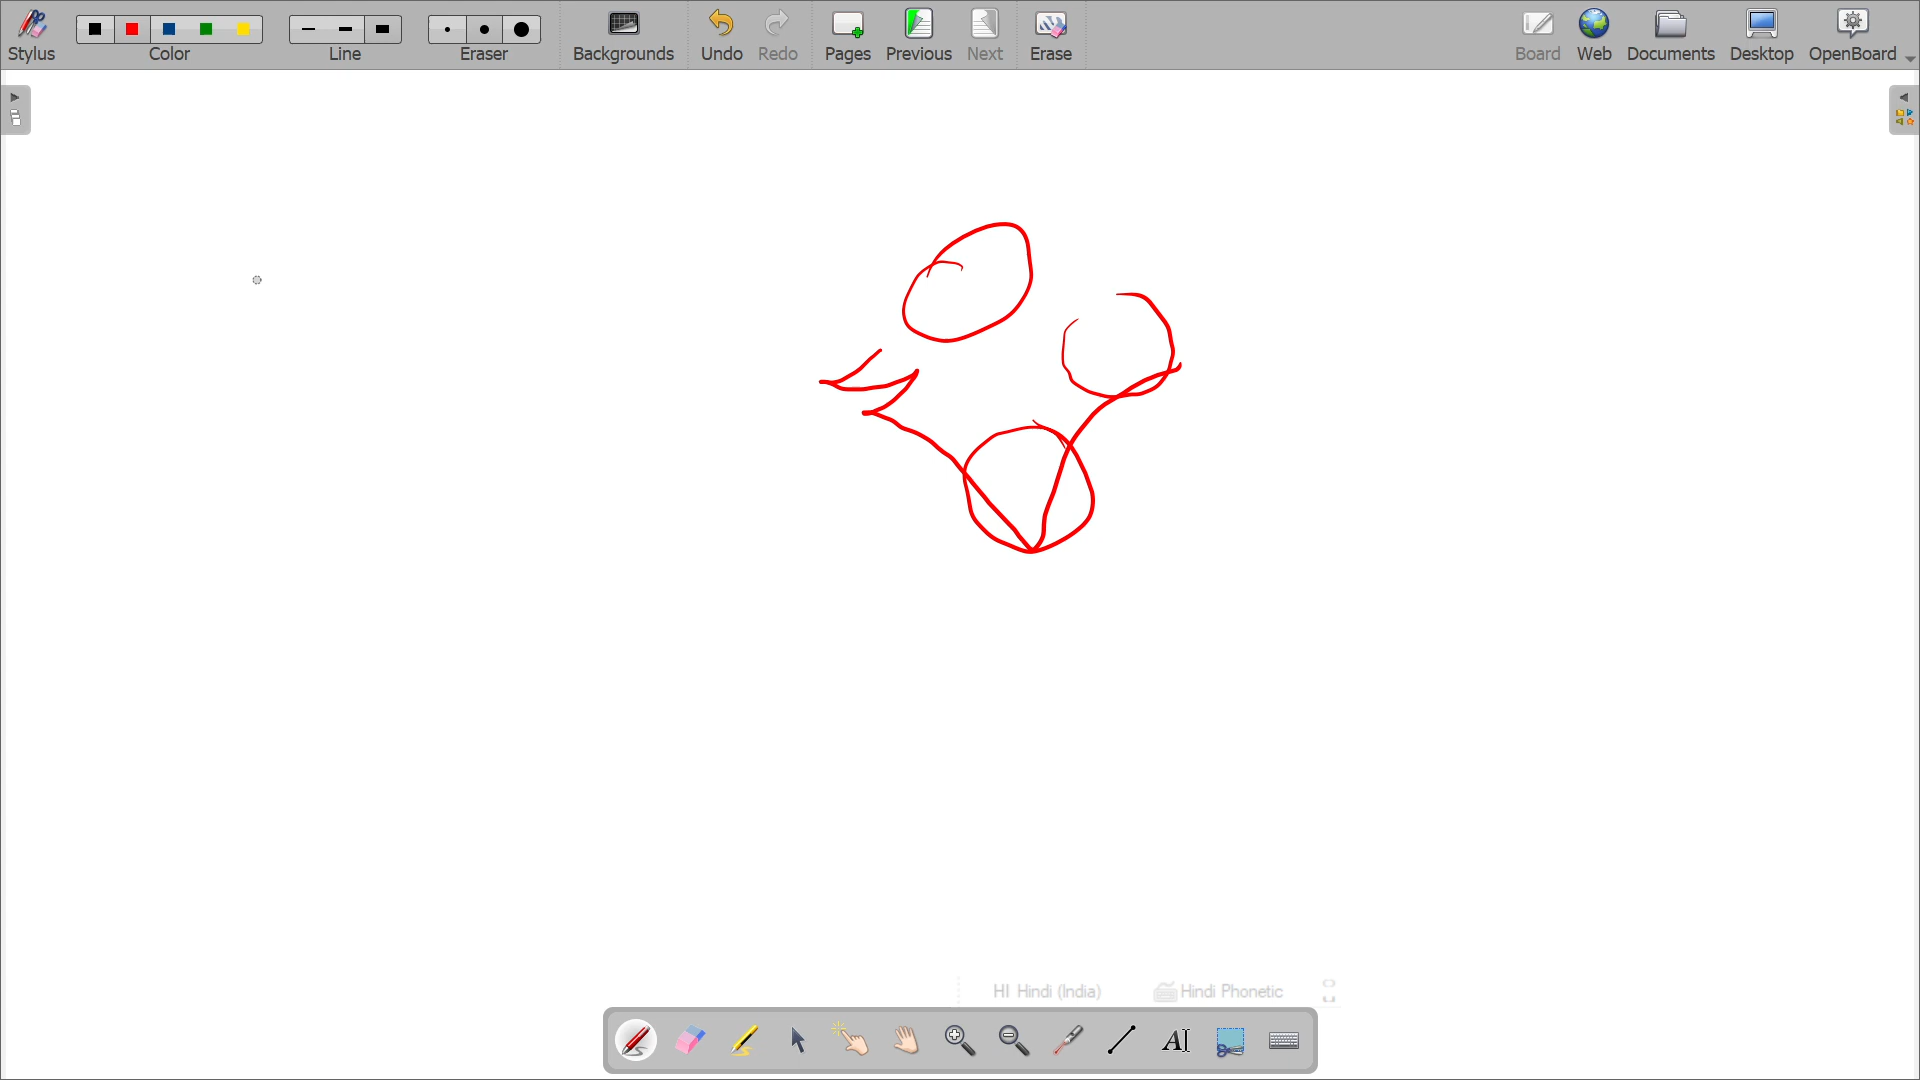 Stylus Color Line Eraser Backgrounds Undo Redo Pages Previous Next Erase Board Web Documents Desktop OpenBoard
HI Hindi (India) Hindi Phonetic